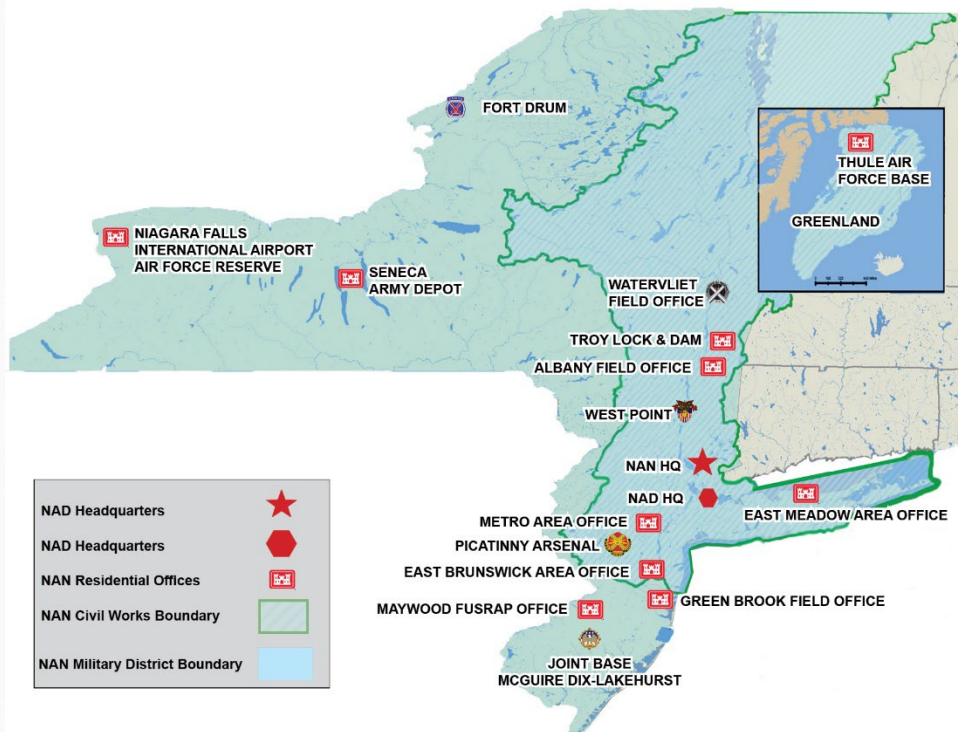 FORT DRUM
THULE AIR
FORCE BASE
GREENLAND
NIAGARA FALLS
INTERNATIONAL AIRPORT
AIR FORCE RESERVE
SENECA
ARMY DEPOT
WATERVLIET
FIELD OFFICE
TROY LOCK & DAM
ALBANY FIELD OFFICE
WEST POINT
NAN HQ
NAD HQ
EAST MEADOW AREA OFFICE
METRO AREA OFFICE
PICATINNY ARSENAL
EAST BRUNSWICK AREA OFFICE
GREEN BROOK FIELD OFFICE
MAYWOOD FUSRAP OFFICE
JOINT BASE
MCGUIRE DIX-LAKEHURST
NAD Headquarters
NAD Headquarters
NAN Residential Offices
NAN Civil Works Boundary
NAN Military District Boundary